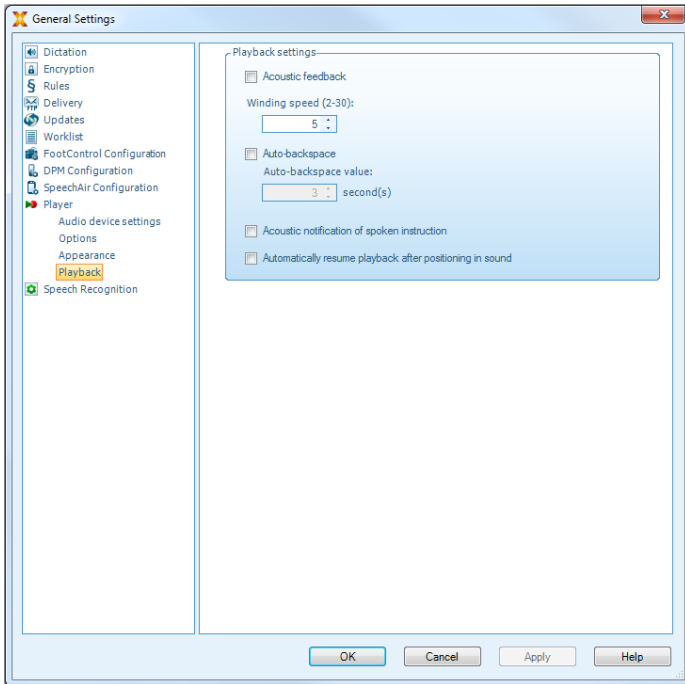 General Settings
Dictation
Encryption
§ Rules
FTP Delivery
Updates
Worklist
FootControl Configuration
DPM Configuration
SpeechAir Configuration
Player
Audio device settings
Options
Appearance
Playback
Speech Recognition
Playback settings
Acoustic feedback
Winding speed (2-30):
5
Auto-backspace
Auto-backspace value:
3 second(s)
Acoustic notification of spoken instruction
Automatically resume playback after positioning in sound
OK Cancel Apply Help